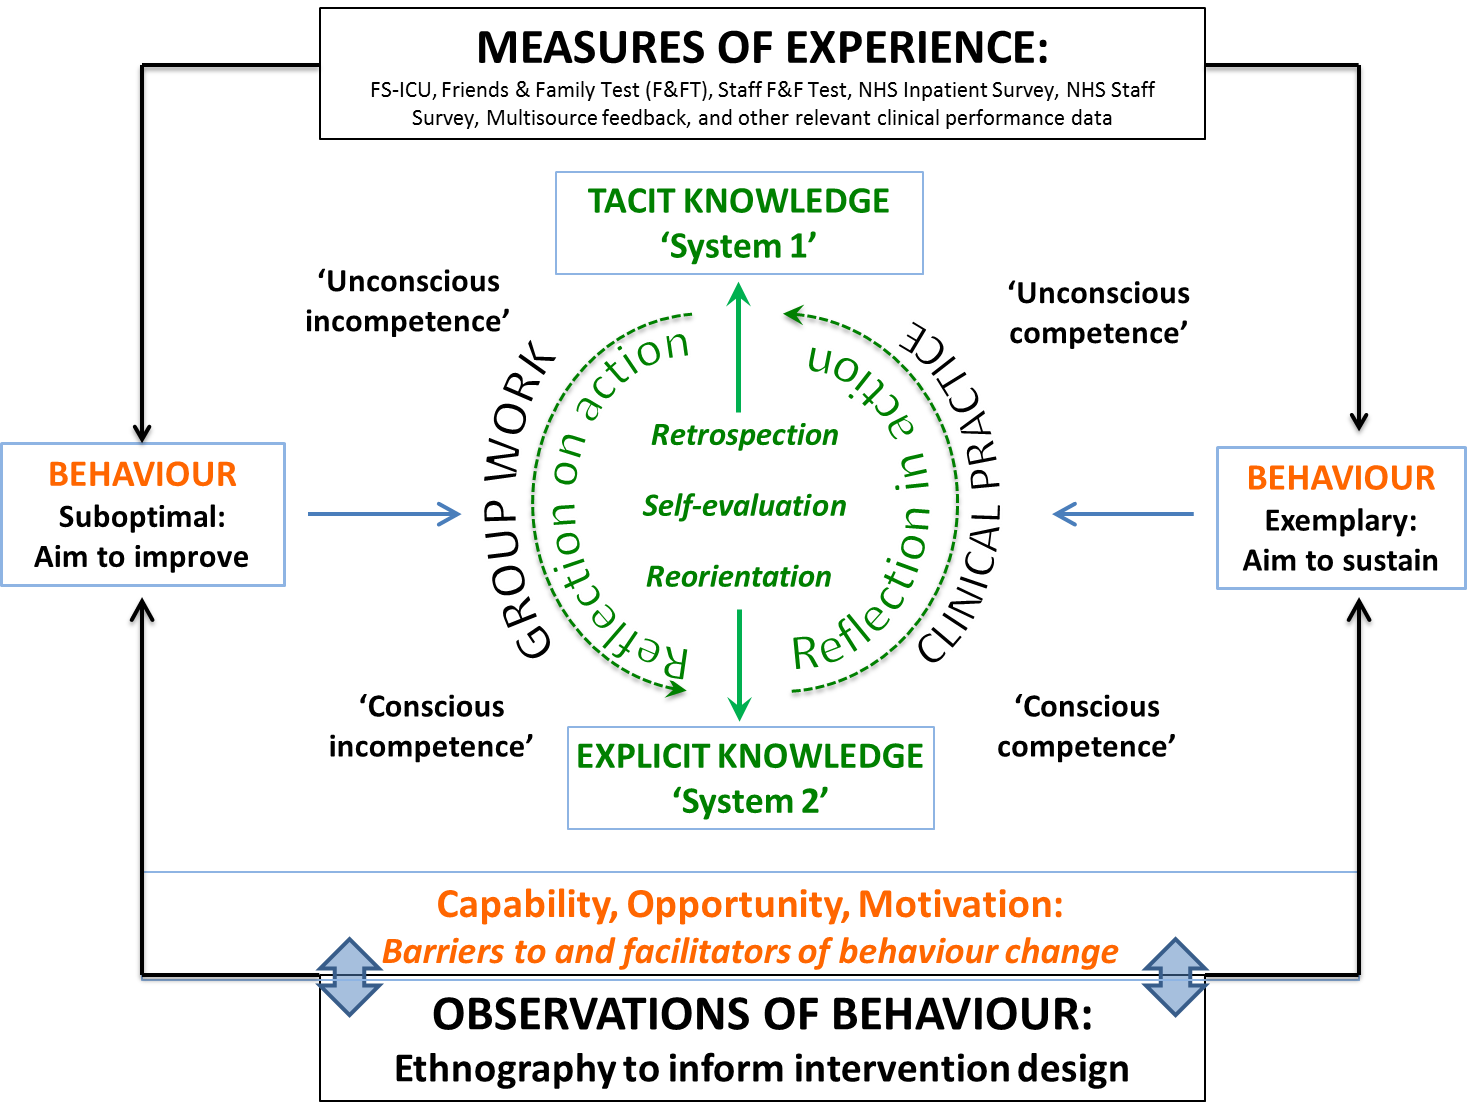 MEASURES OF EXPERIENCE:
FS-ICU, Friends & Family Test (F&FT), Staff F&F Test, NHS Inpatient Survey, NHS Staff
Survey, Multisource feedback, and other relevant clinical performance data
TACIT KNOWLEDGE
‘System 1’
‘Unconscious
incompetence’
‘Unconscious
competence’
GROUP WORK
Reflection on action
Reflection in action
CLINICAL PRACTICE
Retrospection
Self-evaluation
Reorientation
BEHAVIOUR
Suboptimal:
Aim to improve
BEHAVIOUR
Exemplary:
Aim to sustain
‘Conscious
incompetence’
‘Conscious
competence’
EXPLICIT KNOWLEDGE
‘System 2’
Capability, Opportunity, Motivation:
Barriers to and facilitators of behaviour change
OBSERVATIONS OF BEHAVIOUR:
Ethnography to inform intervention design